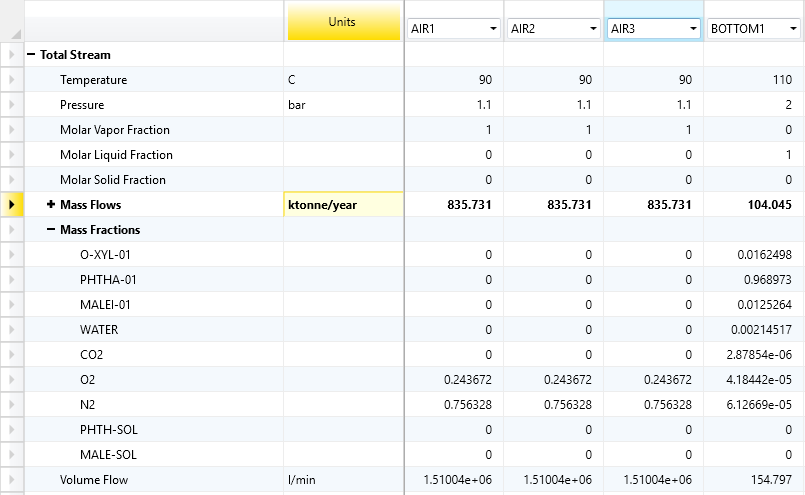 Units AIR1 AIR2 AIR3 BOTTOM1
Total Stream
Temperature C 90 90 90 110
Pressure bar 1.1 1.1 1.1 2
Molar Vapor Fraction 1 1 1 0
Molar Liquid Fraction 0 0 0 1
Molar Solid Fraction 0 0 0 0
Mass Flows ktonne/year 835.731 835.731 835.731 104.045
Mass Fractions
O-XYL-01 0 0 0 0.0162498
PHTHA-01 0 0 0 0.968973
MALEI-01 0 0 0 0.0125264
WATER 0 0 0 0.00214517
CO2 0 0 0 2.87854e-06
O2 0.243672 0.243672 0.243672 4.18442e-05
N2 0.756328 0.756328 0.756328 6.12669e-05
PHTH-SOL 0 0 0 0
MALE-SOL 0 0 0 0
Volume Flow l/min 1.51004e+06 1.51004e+06 1.51004e+06 154.797